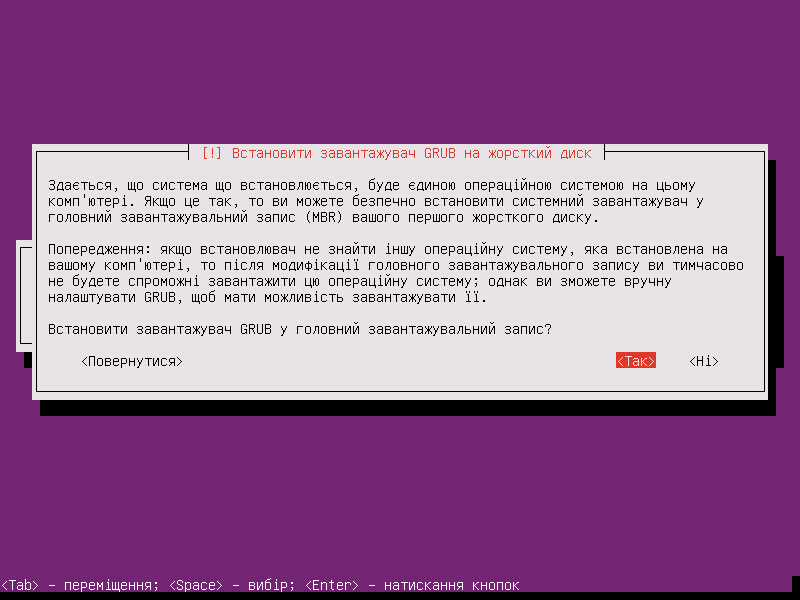 [!] Встановити завантажувач GRUB на жорсткий диск
Здається, що система що встановлюється, буде єдиною операційною системою на цьому
комп'ютері. Якщо це так, то ви можете безпечно встановити системний завантажувач у
головний завантажувальний запис (MBR) вашого першого жорсткого диску.
Попередження: якщо встановлювач не знайти іншу операційну систему, яка встановлена на
вашому комп'ютері, то після модифікації головного завантажувального запису ви тимчасово
не будете спроможні завантажити цю операційну систему; однак ви зможете вручну
налаштувати GRUB, щоб мати можливість завантажувати її.
Встановити завантажувач GRUB у головний завантажувальний запис?
<Повернутися> <Так> <Ні>
<Tab> – переміщення; <Space> – вибір; <Enter> – натискання кнопок